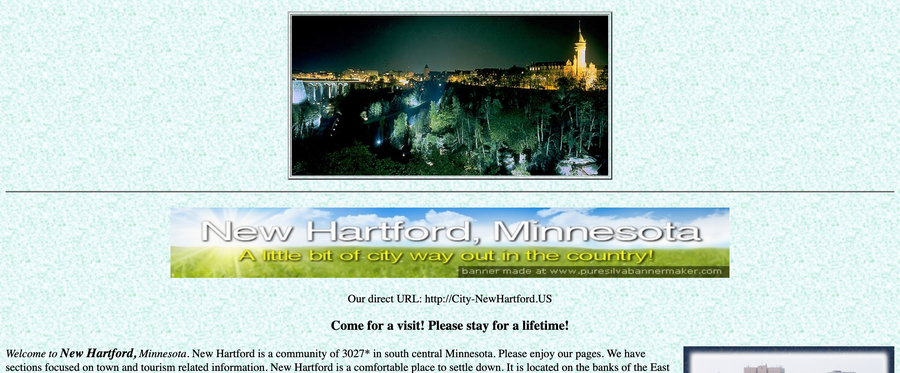 New Hartford, Minnesota
A little bit of city way out in the country!
banner made at www.puresilvabannermaker.com
Our direct URL: http://City-NewHartford.US
Come for a visit! Please stay for a lifetime!
Welcome to New Hartford, Minnesota. New Hartford is a community of 3027* in south central Minnesota. Please enjoy our pages. We have
sections focused on town and tourism related information. New Hartford is a comfortable place to settle down. It is located on the banks of the East